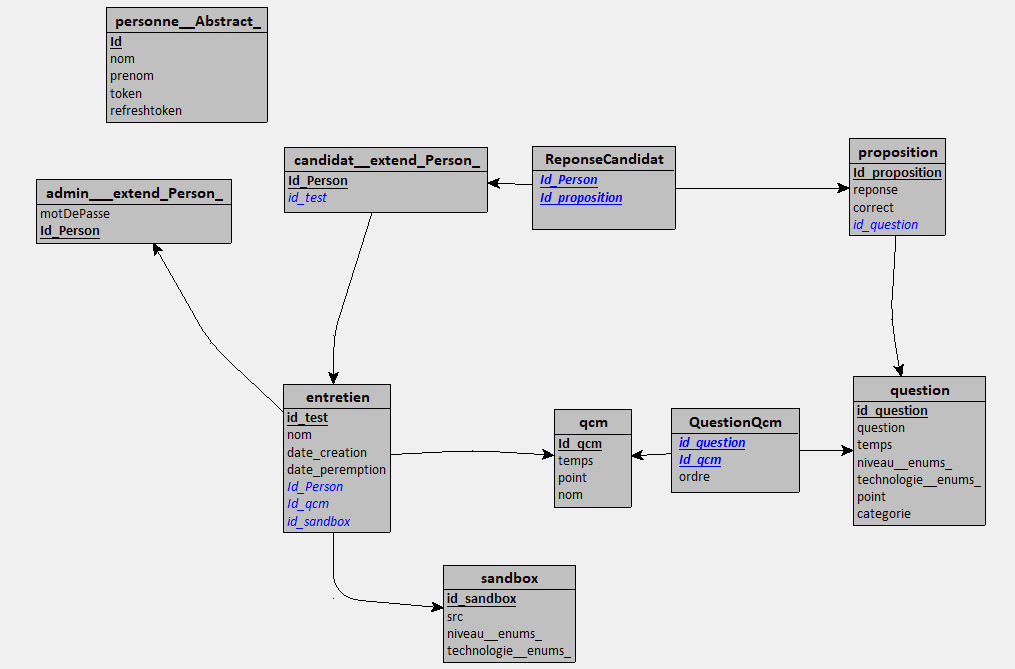 personne__Abstract_
Id
nom
prenom
token
refreshtoken
candidat__extend_Person_
Id_Person
id_test
ReponseCandidat
Id_Person
Id_proposition
proposition
Id_proposition
reponse
correct
id_question
admin___extend_Person_
motDePasse
Id_Person
entretien
id_test
nom
date_creation
date_peremption
Id_Person
Id_qcm
id_sandbox
qcm
Id_qcm
temps
point
nom
QuestionQcm
id_question
Id_qcm
ordre
question
id_question
question
temps
niveau__enums_
technologie__enums_
point
categorie
sandbox
id_sandbox
src
niveau__enums_
technologie__enums_